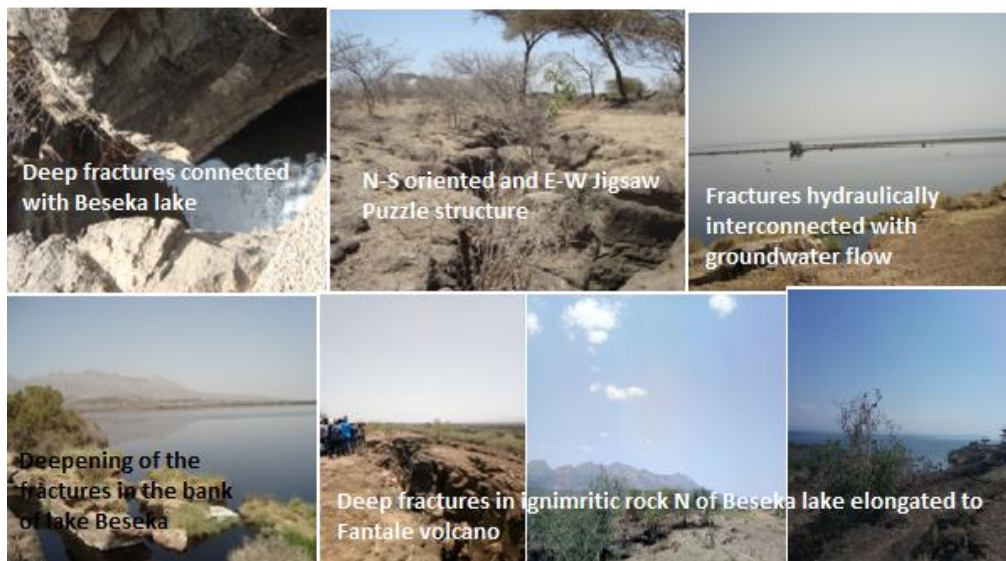 Deep fractures connected
with Beseka lake
N-S oriented and E-W Jigsaw
Puzzle structure
Fractures hydraulically
interconnected with
groundwater flow
Deepening of the
fractures in the bank
of lake Beseka
Deep fractures in ignimritic rock N of Beseka lake elongated to
Fantale volcano